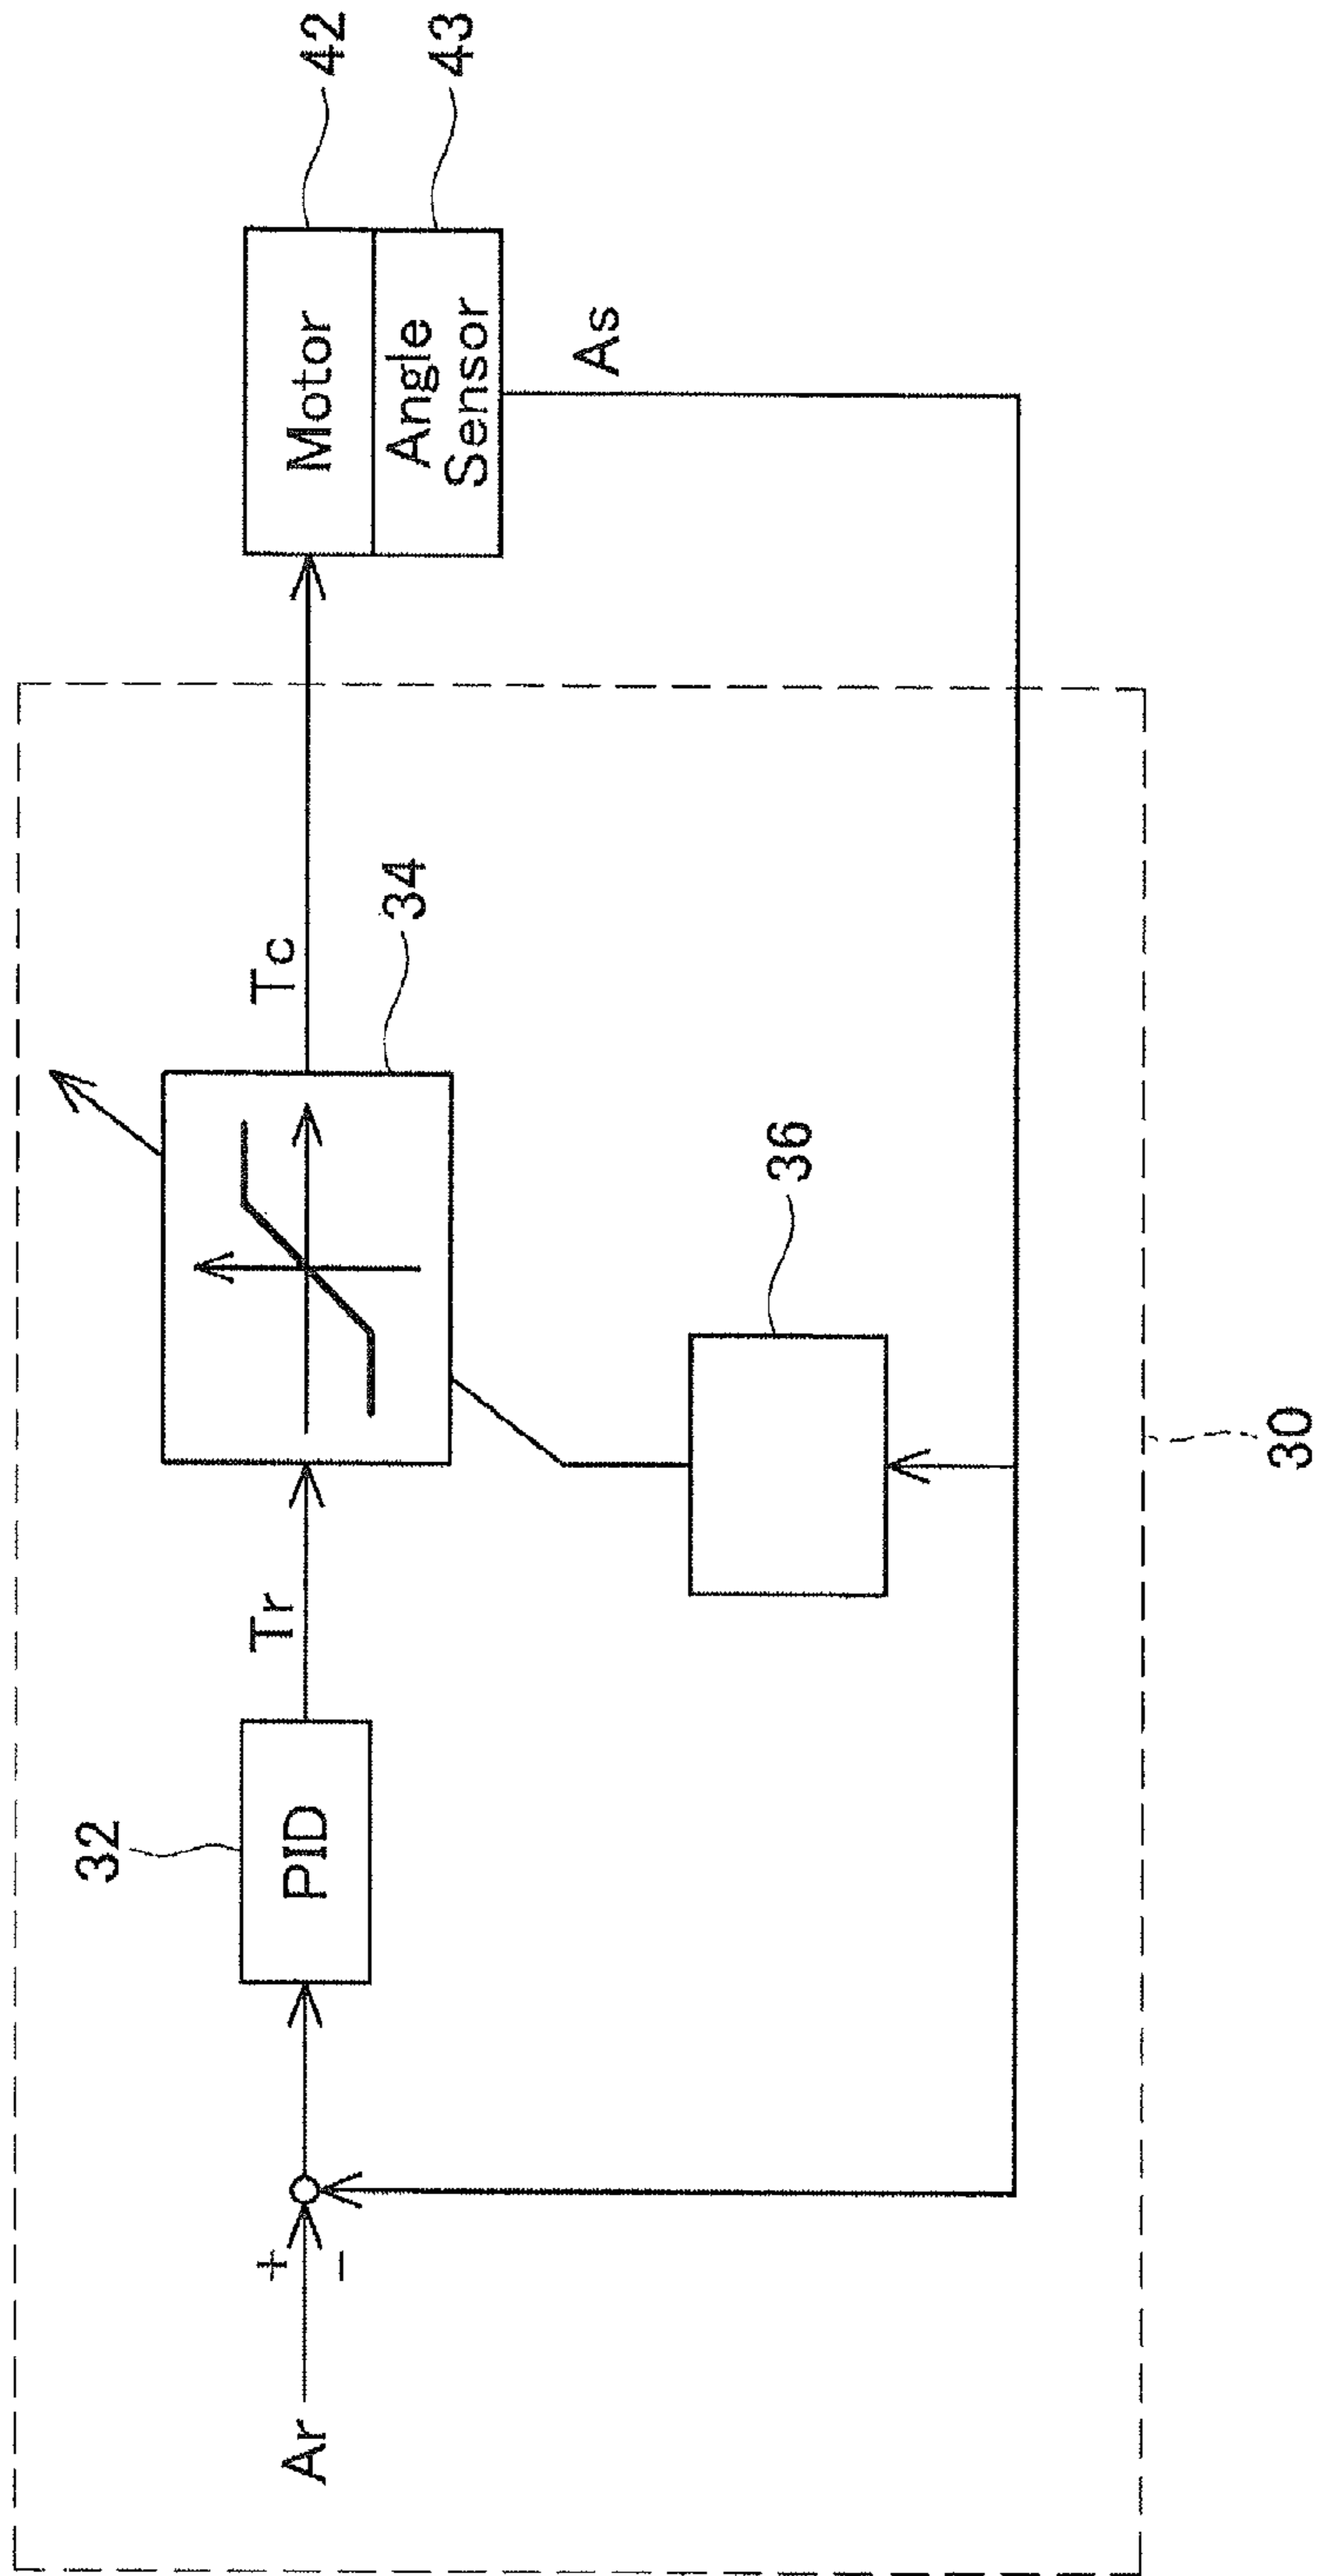 42
43
Motor
Angle
Sensor
As
Tc
34
36
Tr
32
PID
30
+
−
Ar